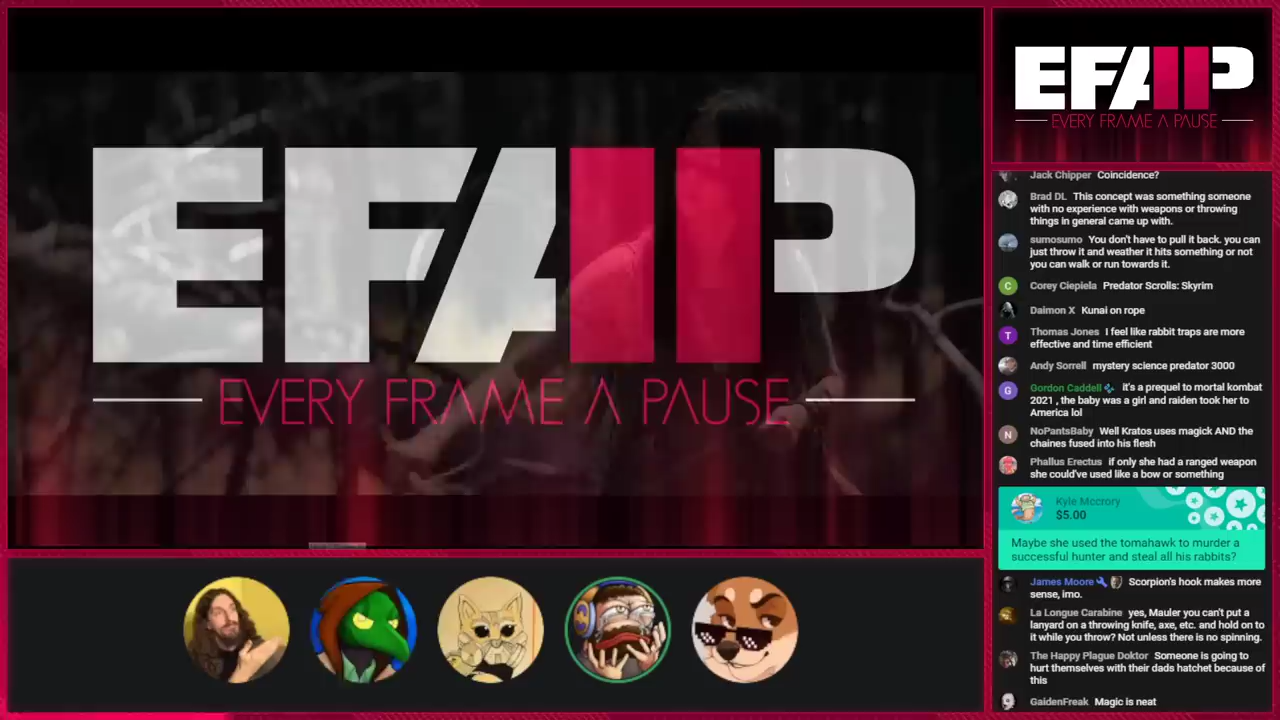 EFAP
EVERY FRAME A PAUSE
EFAP
EVERY FRAME A PAUSE
Jack Chipper Coincidence?
Brad DL This concept was something someone
with no experience with weapons or throwing
things in general came up with.
sumosumo You don't have to pull it back. you can
just throw it and weather it hits something or not
you can walk or run towards it.
C
Corey Ciepiela Predator Scrolls: Skyrim
Daimon X Kunai on rope
T
Thomas Jones I feel like rabbit traps are more
effective and time efficient
Andy Sorrell mystery science predator 3000
G
Gordon Caddell it's a prequel to mortal kombat
2021 , the baby was a girl and raiden took her to
America lol
N
NoPantsBaby Well Kratos uses magick AND the
chaines fused into his flesh
Phallus Erectus if only she had a ranged weapon
she could've used like a bow or something
Kyle Mccrory
$5.00
Maybe she used the tomahawk to murder a
successful hunter and steal all his rabbits?
James Moore Scorpion's hook makes more
sense, imo.
La Longue Carabine yes, Mauler you can't put a
lanyard on a throwing knife, axe, etc. and hold on to
it while you throw? Not unless there is no spinning.
The Happy Plague Doktor Someone is going to
hurt themselves with their dads hatchet because of
this
GaidenFreak Magic is neat